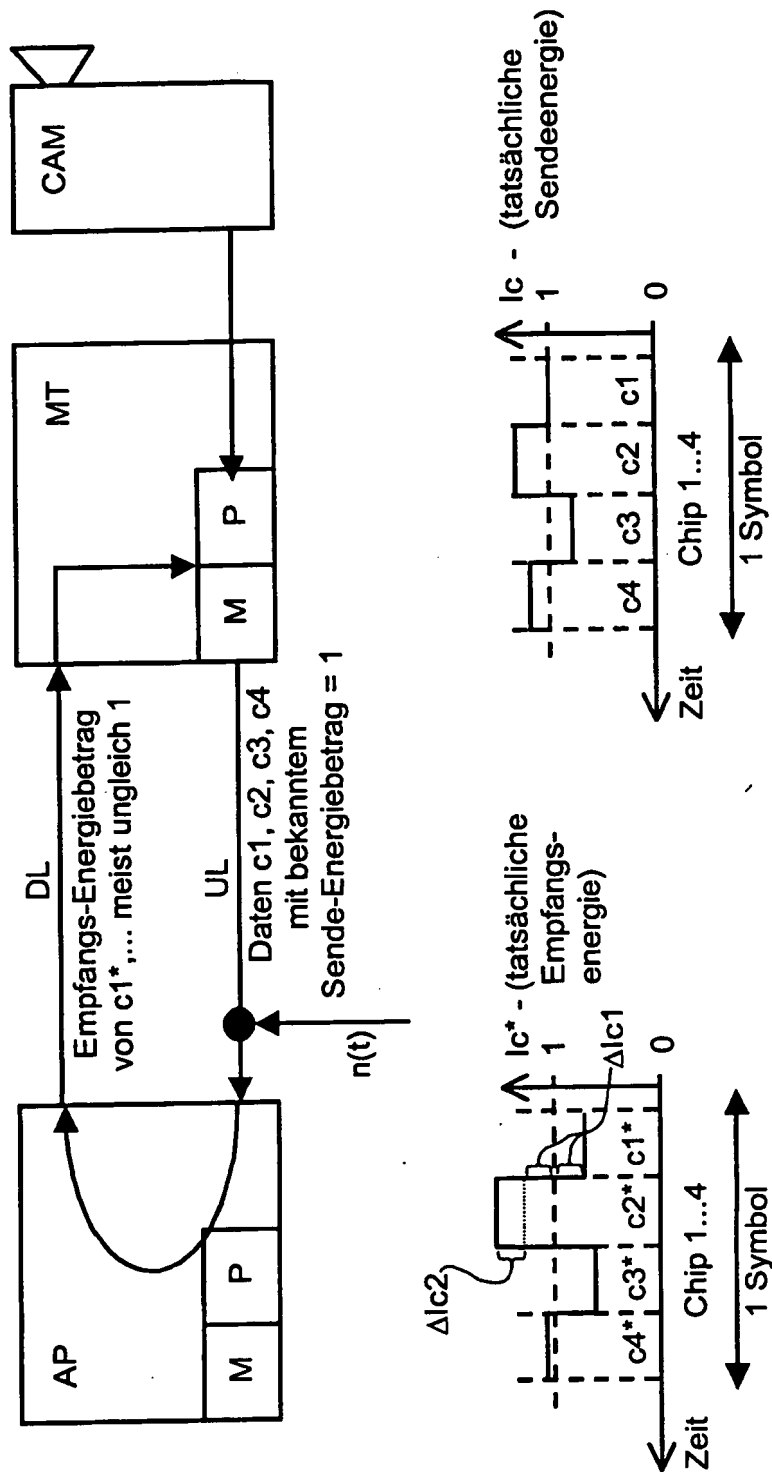 AP
M
P
DL
Empfangs-Energiebetrag
von c1*,... meist ungleich 1
UL
Daten c1, c2, c3, c4
mit bekanntem
Sende-Energiebetrag = 1
n(t)
MT
M
P
CAM
ΔIc2
Ic* - (tatsächliche
Empfangs-
energie)
1
ΔIc1
0
c4* c3* c2* c1*
Zeit
Chip 1...4
1 Symbol
Ic - (tatsächliche
Sendeenergie)
1
0
c4 c3 c2 c1
Zeit
Chip 1...4
1 Symbol